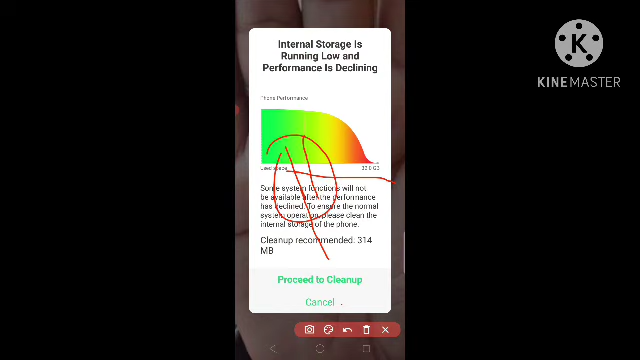 Internal Storage Is
Running Low and
Performance Is Declining
K
KINEMASTER
Phone Performance
Used space
Some system functions will not
be available after the performance
has declined. To ensure the normal
system operation, please clean the
internal storage of the phone.
Cleanup recommended: 314
MB
Proceed to Cleanup
Cancel